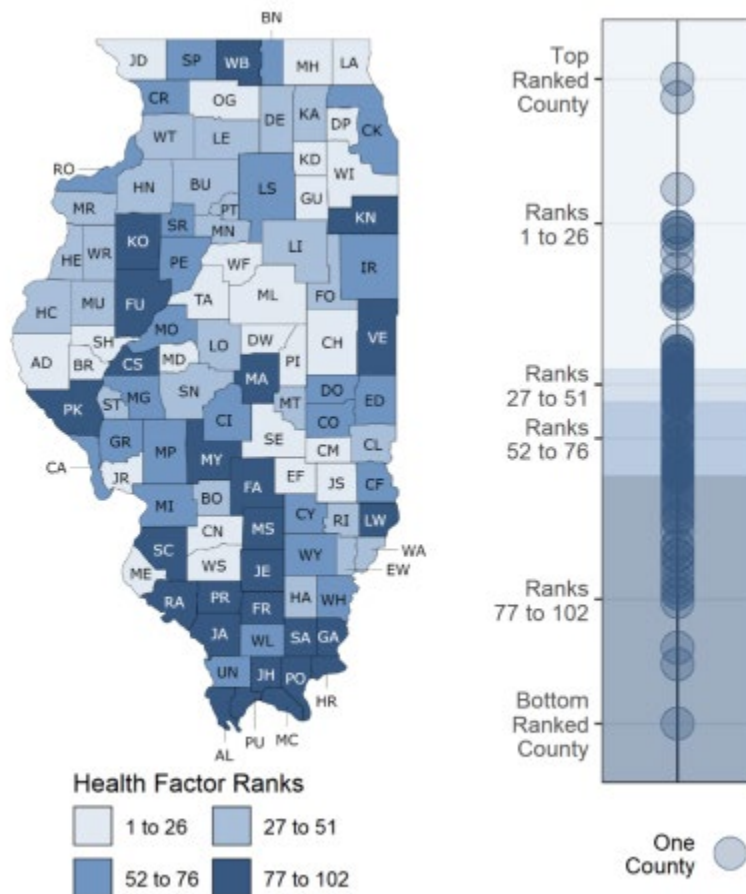 BN
JD SP WB MH LA
CR OG
DE KA DP CK
WT LE
RO
KD WI
HN BU LS
GU
MR PT
SR MN KN
KO
HE WR PE LI IR
WF
FU TA ML FO
HC MU
MO
SH LO DW CH VE
AD BR CS MD PI
MA
SN DO
PK ST MG MT ED
CI CO
GR MP SE
CM CL
CA JR MY EF JS CF
FA
MI BO
CY RI LW
CN MS
SC WA
WS WY
ME JE EW
RA PR HA WH
FR
JA WL SA GA
UN JH PO
HR
PU MC
AL
Health Factor Ranks
1 to 26 27 to 51
52 to 76 77 to 102
Top
Ranked
County
Ranks
1 to 26
Ranks
27 to 51
Ranks
52 to 76
Ranks
77 to 102
Bottom
Ranked
County
One
County